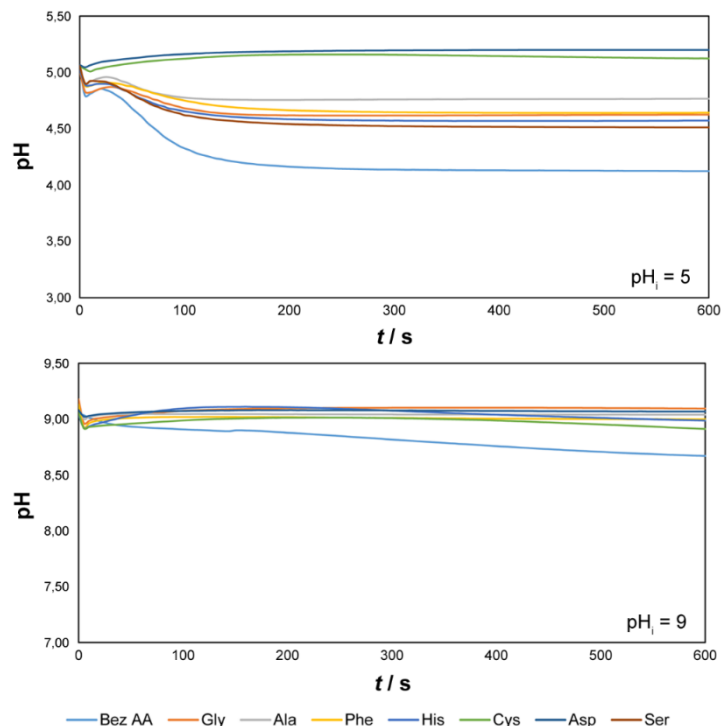 5,50
5,00
4,50
4,00
3,50
3,00
pH
0 100 200 300 400 500 600
t / s
pHi = 5
9,50
9,00
8,50
8,00
7,50
7,00
pH
0 100 200 300 400 500 600
t / s
pHi = 9
Bez AA Gly Ala Phe His Cys Asp Ser